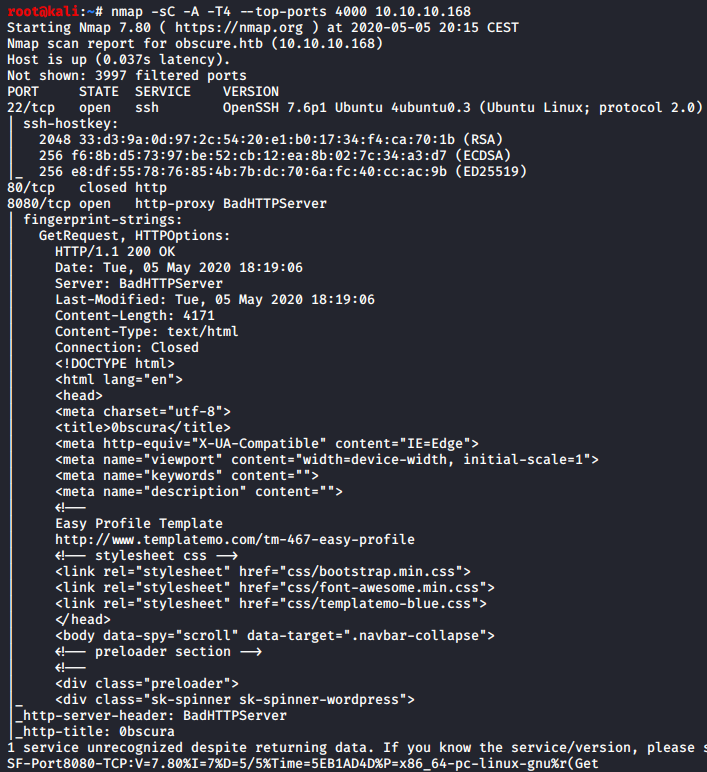 root@kali:~# nmap -sC -A -T4 --top-ports 4000 10.10.10.168
Starting Nmap 7.80 ( https://nmap.org ) at 2020-05-05 20:15 CEST
Nmap scan report for obscure.htb (10.10.10.168)
Host is up (0.037s latency).
Not shown: 3997 filtered ports
PORT     STATE  SERVICE    VERSION
22/tcp   open   ssh        OpenSSH 7.6p1 Ubuntu 4ubuntu0.3 (Ubuntu Linux; protocol 2.0)
| ssh-hostkey:
|   2048 33:d3:9a:0d:97:2c:54:20:e1:b0:17:34:f4:ca:70:1b (RSA)
|   256 f6:8b:d5:73:97:be:52:cb:12:ea:8b:02:7c:34:a3:d7 (ECDSA)
|_  256 e8:df:55:78:76:85:4b:7b:dc:70:6a:fc:40:cc:ac:9b (ED25519)
80/tcp   closed http
8080/tcp open   http-proxy BadHTTPServer
| fingerprint-strings:
|   GetRequest, HTTPOptions:
|     HTTP/1.1 200 OK
|     Date: Tue, 05 May 2020 18:19:06
|     Server: BadHTTPServer
|     Last-Modified: Tue, 05 May 2020 18:19:06
|     Content-Length: 4171
|     Content-Type: text/html
|     Connection: Closed
|     <!DOCTYPE html>
|     <html lang="en">
|     <head>
|     <meta charset="utf-8">
|     <title>0bscura</title>
|     <meta http-equiv="X-UA-Compatible" content="IE=Edge">
|     <meta name="viewport" content="width=device-width, initial-scale=1">
|     <meta name="keywords" content="">
|     <meta name="description" content="">
|     <!--
|     Easy Profile Template
|     http://www.templatemo.com/tm-467-easy-profile
|     <!-- stylesheet css -->
|     <link rel="stylesheet" href="css/bootstrap.min.css">
|     <link rel="stylesheet" href="css/font-awesome.min.css">
|     <link rel="stylesheet" href="css/templatemo-blue.css">
|     </head>
|     <body data-spy="scroll" data-target=".navbar-collapse">
|     <!-- preloader section -->
|     <!--
|     <div class="preloader">
|_    <div class="sk-spinner sk-spinner-wordpress">
|_http-server-header: BadHTTPServer
|_http-title: 0bscura
1 service unrecognized despite returning data. If you know the service/version, please s
SF-Port8080-TCP:V=7.80%I=7%D=5/5%Time=5EB1AD4D%P=x86_64-pc-linux-gnu%r(Get